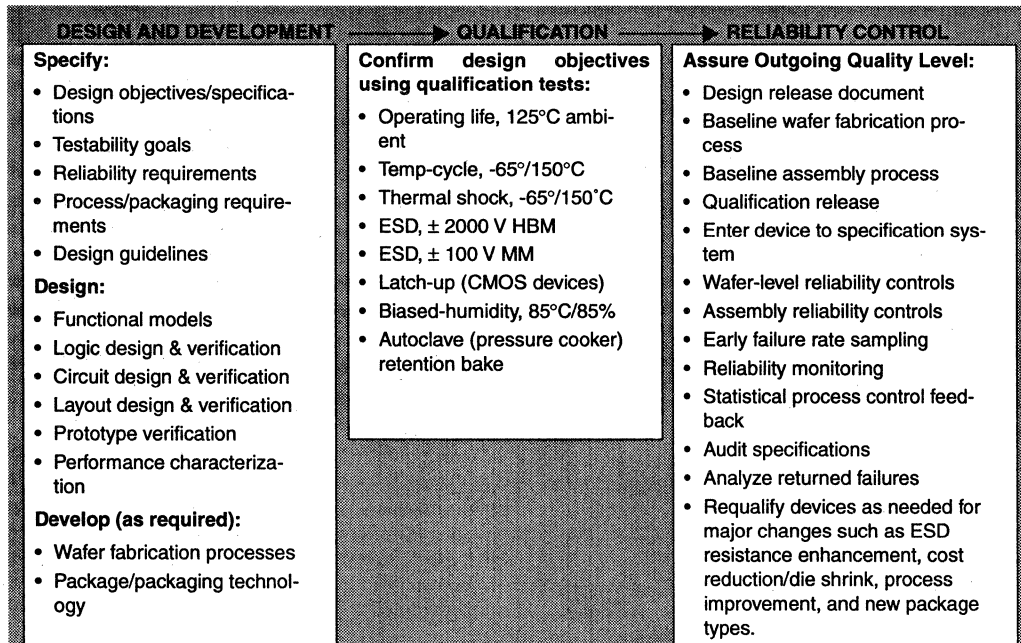 DESIGN AND DEVELOPMENT
QUALIFICATION
RELIABILITY CONTROL
Specify:
• Design objectives/specifica-
tions
• Testability goals
• Reliability requirements
• Process/packaging require-
ments
• Design guidelines
Design:
• Functional models
• Logic design & verification
• Circuit design & verification
• Layout design & verification
• Prototype verification
• Performance characteriza-
tion
Develop (as required):
• Wafer fabrication processes
• Package/packaging technol-
ogy
Confirm design objectives
using qualification tests:
• Operating life, 125°C ambi-
ent
• Temp-cycle, -65°/150°C
• Thermal shock, -65°/150°C
• ESD, ± 2000 V HBM
• ESD, ± 100 V MM
• Latch-up (CMOS devices)
• Biased-humidity, 85°C/85%
• Autoclave (pressure cooker)
retention bake
Assure Outgoing Quality Level:
• Design release document
• Baseline wafer fabrication pro-
cess
• Baseline assembly process
• Qualification release
• Enter device to specification sys-
tem
• Wafer-level reliability controls
• Assembly reliability controls
• Early failure rate sampling
• Reliability monitoring
• Statistical process control feed-
back
• Audit specifications
• Analyze returned failures
• Requalify devices as needed for
major changes such as ESD
resistance enhancement, cost
reduction/die shrink, process
improvement, and new package
types.